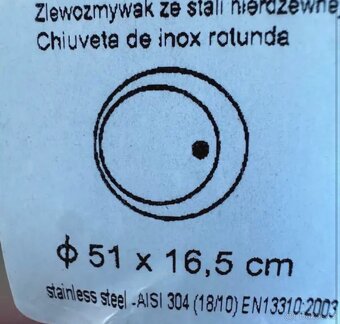 Zlewozmywak ze stali nierdzewnej
Chiuveta de inox rotunda
ϕ 51 x 16,5 cm
stainless steel -AISI 304 (18/10) EN13310:2003